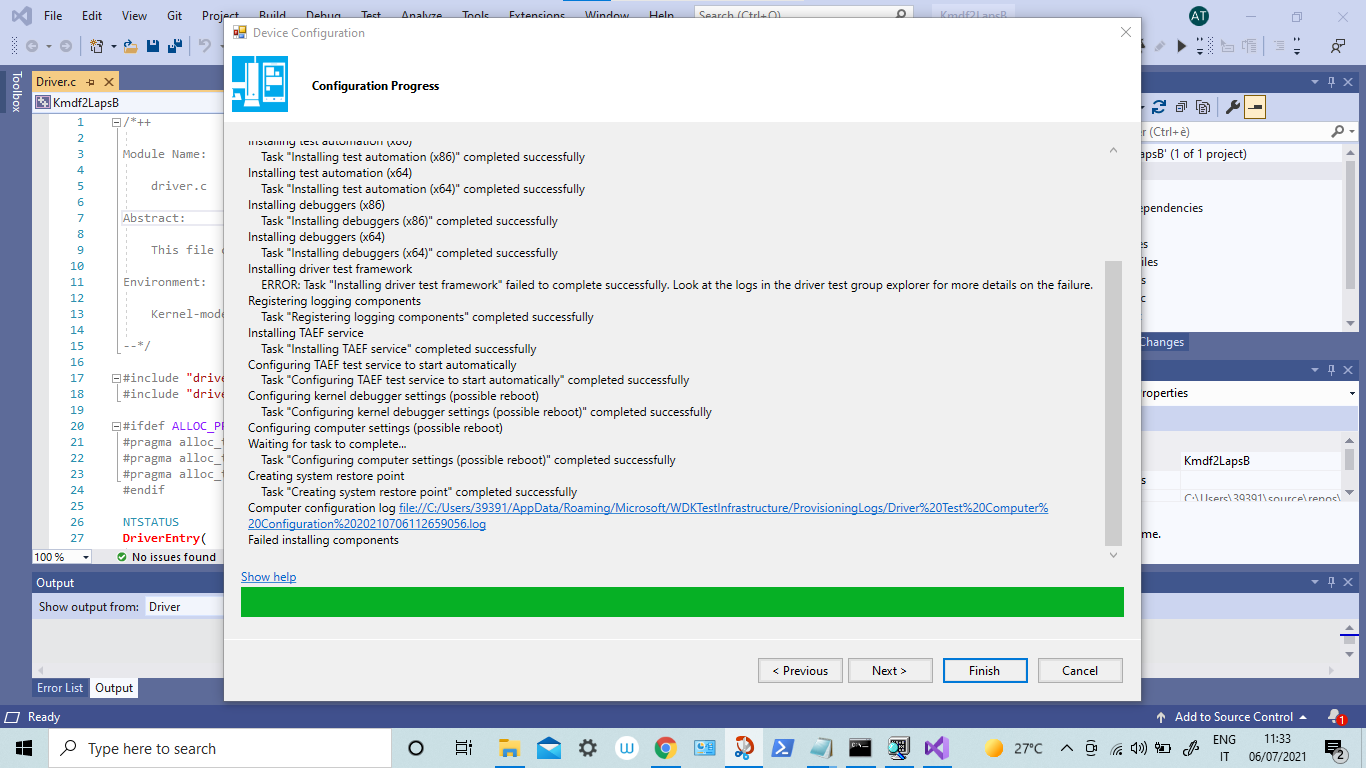 File Edit View Git Project Build Debug Test Analyze Tools Extensions Window Help Search (Ctrl+Q) Kmdf2LapsB AT
Device Configuration
Configuration Progress
Toolbox
Driver.c
Kmdf2LapsB
er (Ctrl+è)
apsB' (1 of 1 project)
ependencies
es
iles
s
c
Changes
roperties
Kmdf2LapsB
s
C:\Users\39391\source\repos\
me.
1 /*++
2
3 Module Name:
4
5 driver.c
6
7 Abstract:
8
9 This file c
10
11 Environment:
12
13 Kernel-mode
14
15 --*/
16
17 #include "drive
18 #include "drive
19
20 #ifdef ALLOC_PR
21 #pragma alloc_t
22 #pragma alloc_t
23 #pragma alloc_t
24 #endif
25
26 NTSTATUS
27 DriverEntry(
100 % No issues found
Installing test automation (x86)
Task "Installing test automation (x86)" completed successfully
Installing test automation (x64)
Task "Installing test automation (x64)" completed successfully
Installing debuggers (x86)
Task "Installing debuggers (x86)" completed successfully
Installing debuggers (x64)
Task "Installing debuggers (x64)" completed successfully
Installing driver test framework
ERROR: Task "Installing driver test framework" failed to complete successfully. Look at the logs in the driver test group explorer for more details on the failure.
Registering logging components
Task "Registering logging components" completed successfully
Installing TAEF service
Task "Installing TAEF service" completed successfully
Configuring TAEF test service to start automatically
Task "Configuring TAEF test service to start automatically" completed successfully
Configuring kernel debugger settings (possible reboot)
Task "Configuring kernel debugger settings (possible reboot)" completed successfully
Configuring computer settings (possible reboot)
Waiting for task to complete...
Task "Configuring computer settings (possible reboot)" completed successfully
Creating system restore point
Task "Creating system restore point" completed successfully
Computer configuration log file://C:/Users/39391/AppData/Roaming/Microsoft/WDKTestInfrastructure/ProvisioningLogs/Driver%20Test%20Computer%
20Configuration%2020210706112659056.log
Failed installing components
Show help
< Previous Next > Finish Cancel
Output
Show output from: Driver
Error List Output
Ready Add to Source Control 1
Type here to search 27°C ENG 11:33
IT 06/07/2021 2